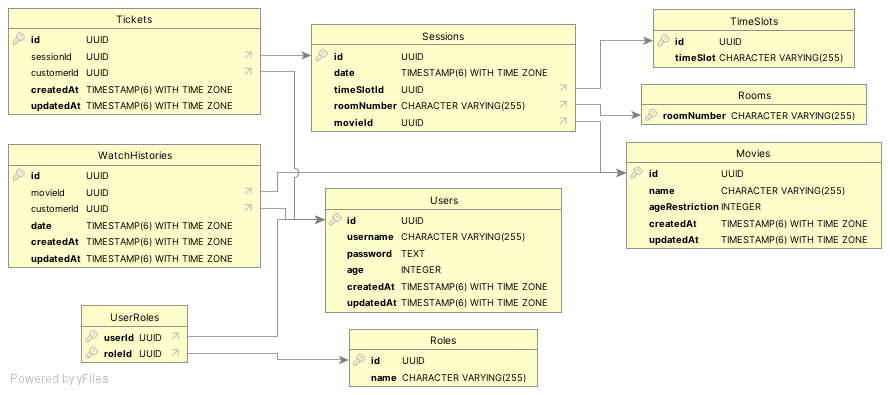 Tickets
id UUID
sessionId UUID
customerId UUID
createdAt TIMESTAMP(6) WITH TIME ZONE
updatedAt TIMESTAMP(6) WITH TIME ZONE
Sessions
id UUID
date TIMESTAMP(6) WITH TIME ZONE
timeSlotId UUID
roomNumber CHARACTER VARYING(255)
movieId UUID
TimeSlots
id UUID
timeSlot CHARACTER VARYING(255)
Rooms
roomNumber CHARACTER VARYING(255)
WatchHistories
id UUID
movieId UUID
customerId UUID
date TIMESTAMP(6) WITH TIME ZONE
createdAt TIMESTAMP(6) WITH TIME ZONE
updatedAt TIMESTAMP(6) WITH TIME ZONE
Movies
id UUID
name CHARACTER VARYING(255)
ageRestriction INTEGER
createdAt TIMESTAMP(6) WITH TIME ZONE
updatedAt TIMESTAMP(6) WITH TIME ZONE
Users
id UUID
username CHARACTER VARYING(255)
password TEXT
age INTEGER
createdAt TIMESTAMP(6) WITH TIME ZONE
updatedAt TIMESTAMP(6) WITH TIME ZONE
UserRoles
userId UUID
roleId UUID
Roles
id UUID
name CHARACTER VARYING(255)
Powered by yFiles